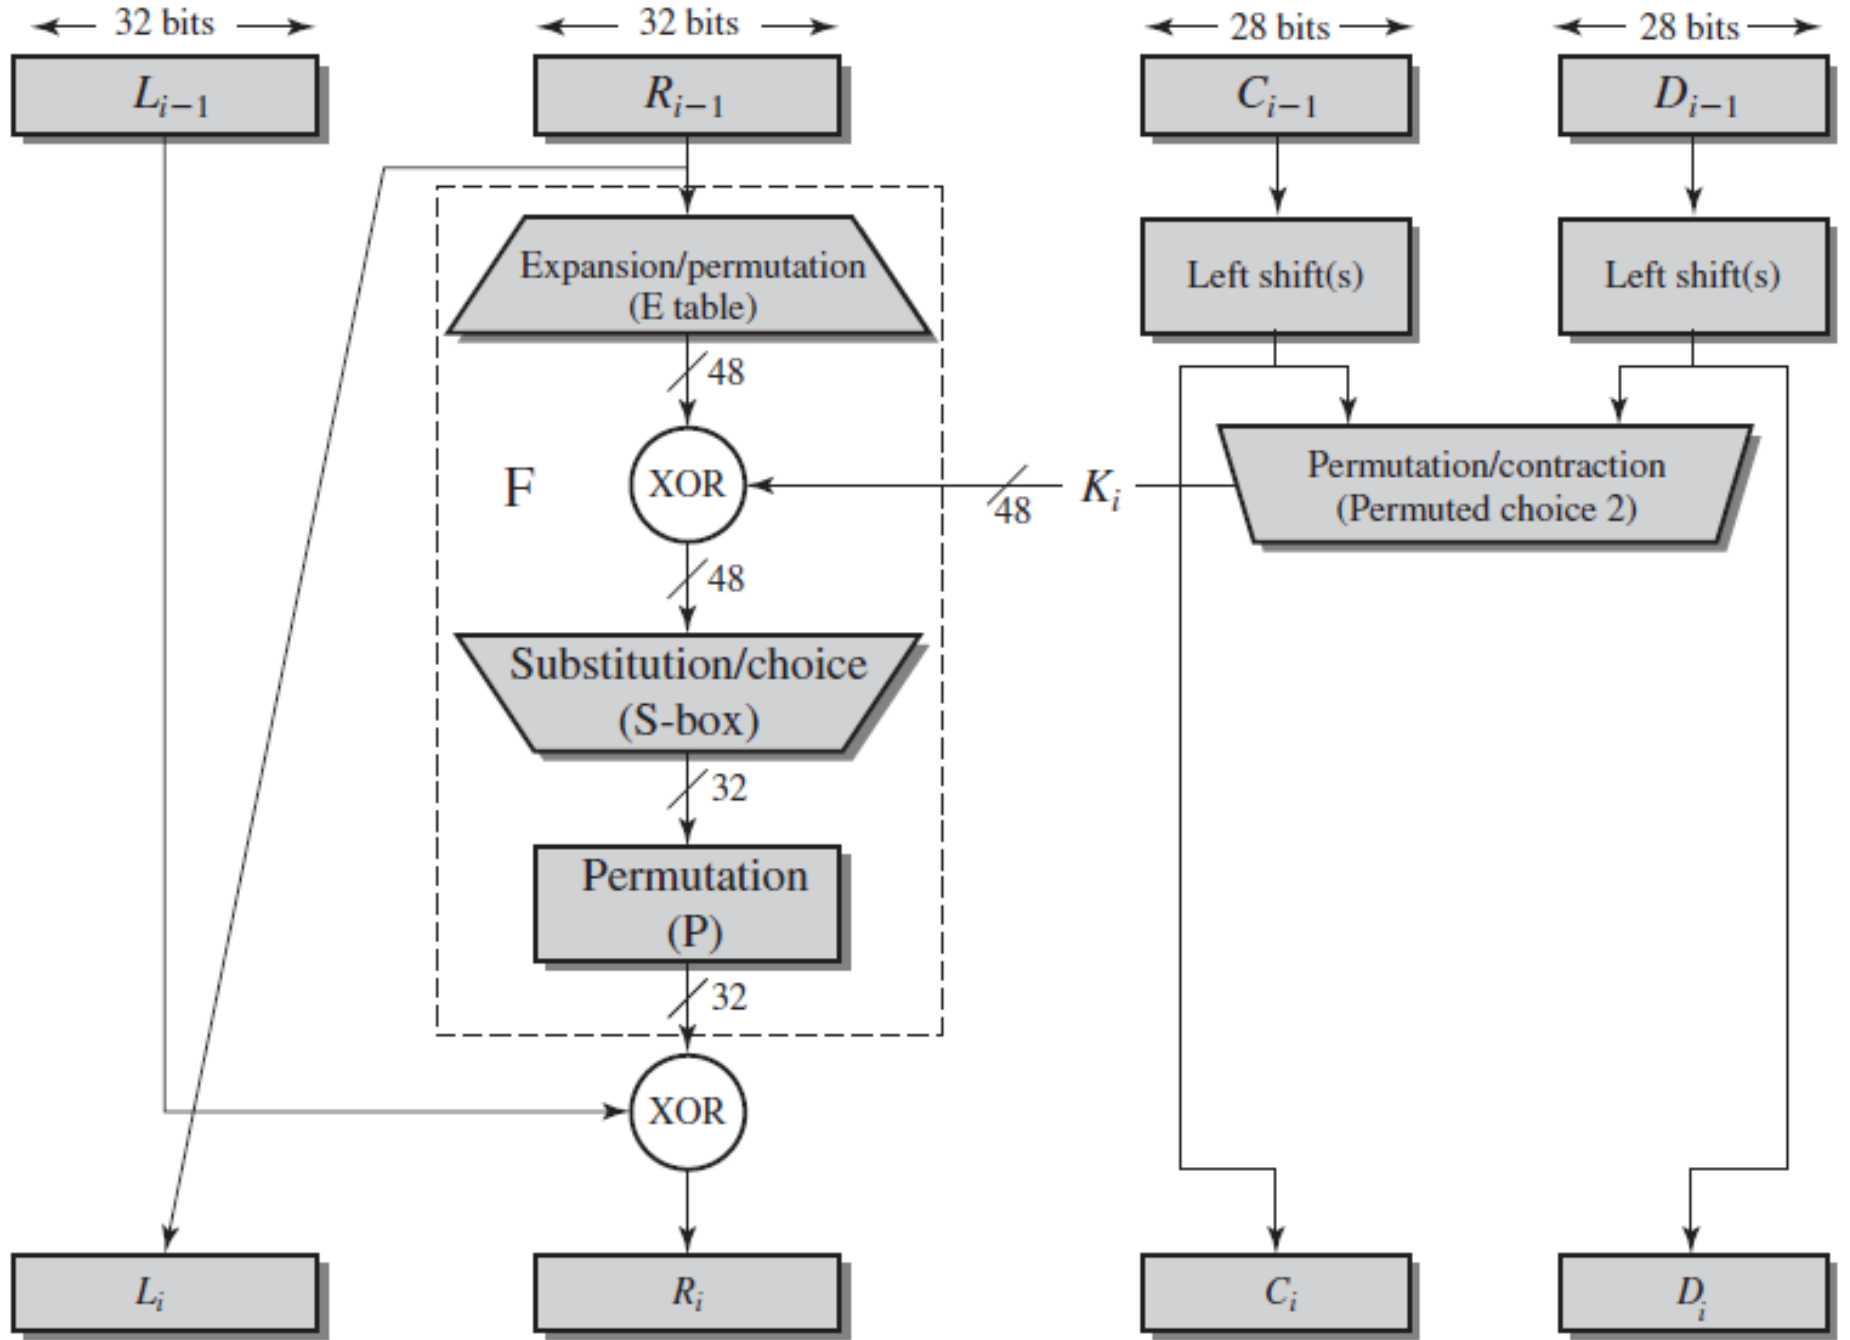 32 bits
32 bits
28 bits
28 bits
L_{i−1}
R_{i−1}
C_{i−1}
D_{i−1}
Expansion/permutation
(E table)
Left shift(s)
Left shift(s)
48
F
XOR
48
K_i
Permutation/contraction
(Permuted choice 2)
48
Substitution/choice
(S-box)
32
Permutation
(P)
32
XOR
L_i
R_i
C_i
D_i